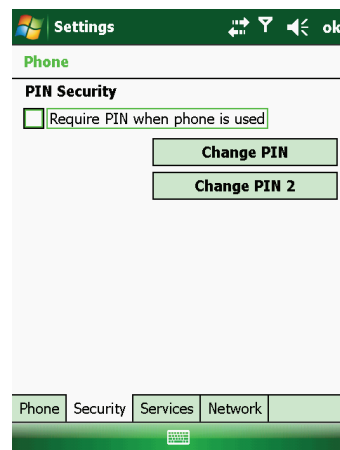 Settings ok
Phone
PIN Security
Require PIN when phone is used
Change PIN
Change PIN 2
Phone Security Services Network